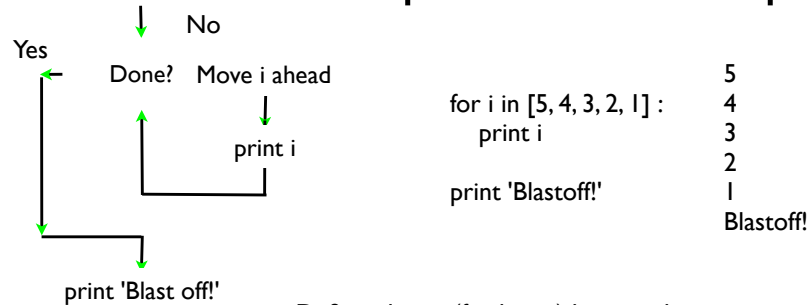 No
Yes
Done?
Move i ahead
print i
print 'Blast off!'
for i in [5, 4, 3, 2, 1] :
print i
print 'Blastoff!'
5
4
3
2
1
Blastoff!